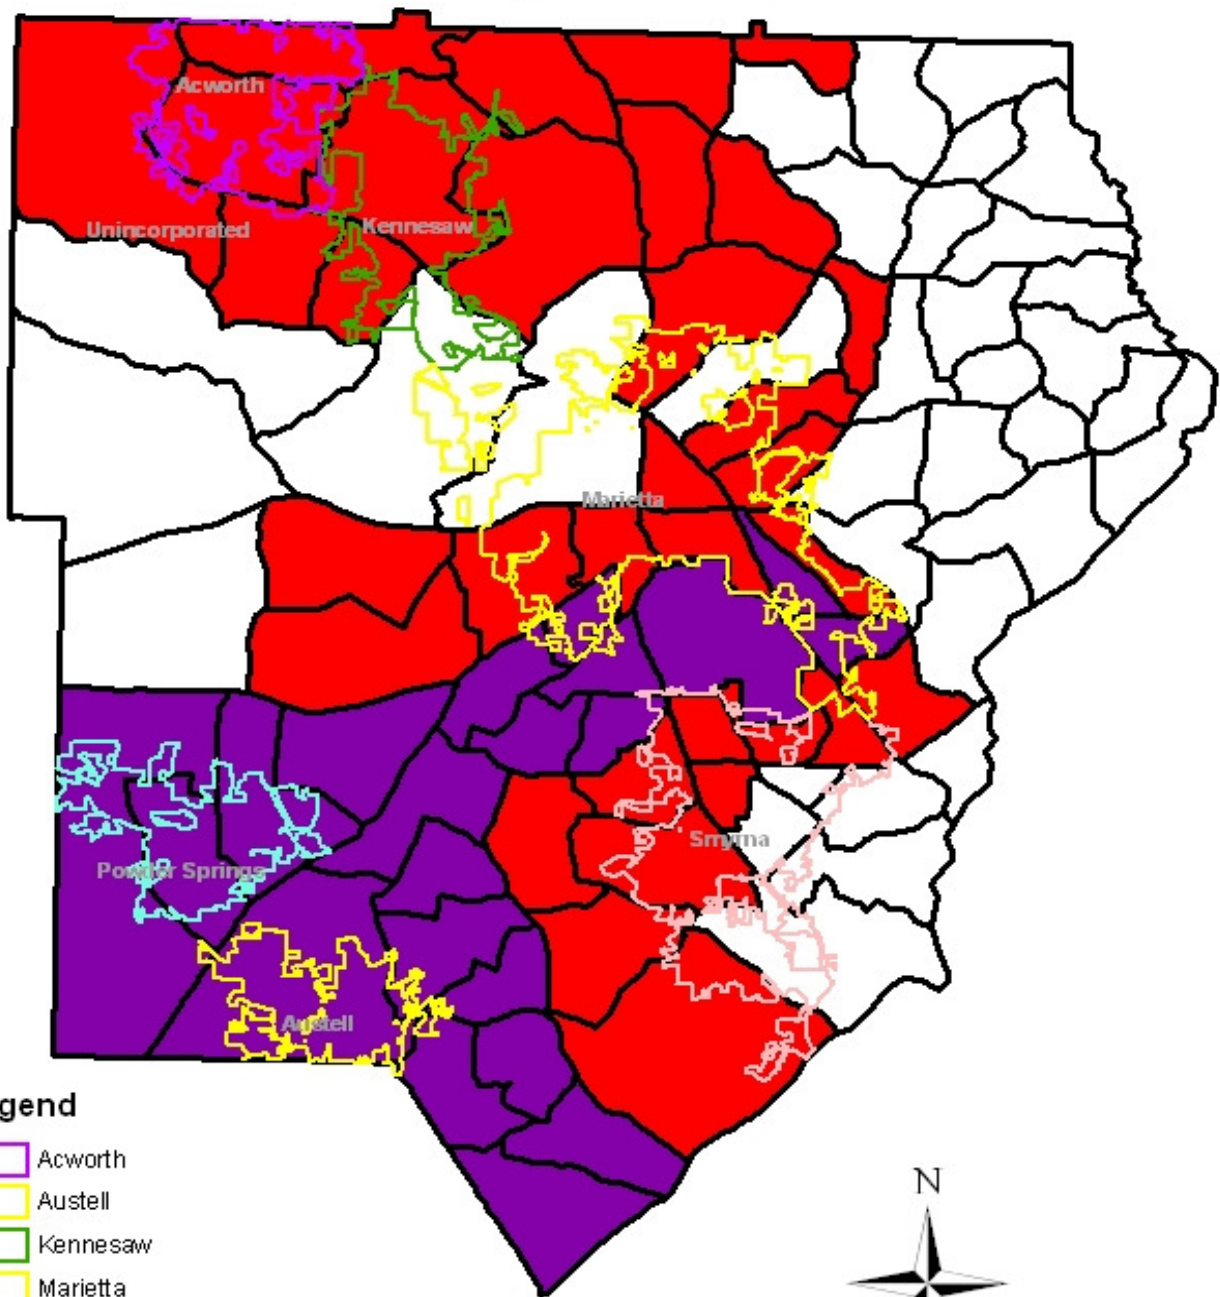 Acworth
Unincorporated
Kennesaw
Marietta
Smyrna
Powder Springs
Austell
gend
Acworth
Austell
Kennesaw
Marietta
N